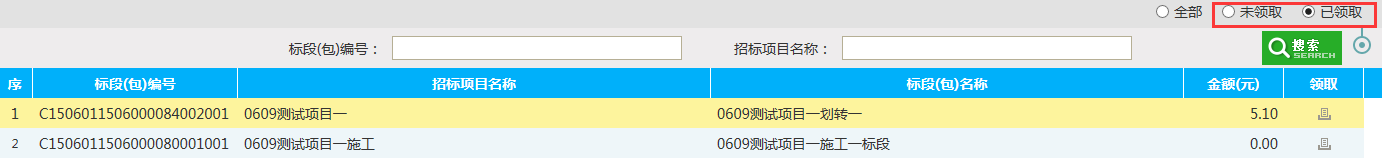 全部 未领取 已领取
标段(包)编号： 招标项目名称： 搜索 SEARCH
序 标段(包)编号 招标项目名称 标段(包)名称 金额(元) 领取
1 C1506011506000084002001 0609测试项目一 0609测试项目一划转一 5.10
2 C1506011506000080001001 0609测试项目一施工 0609测试项目一施工一标段 0.00